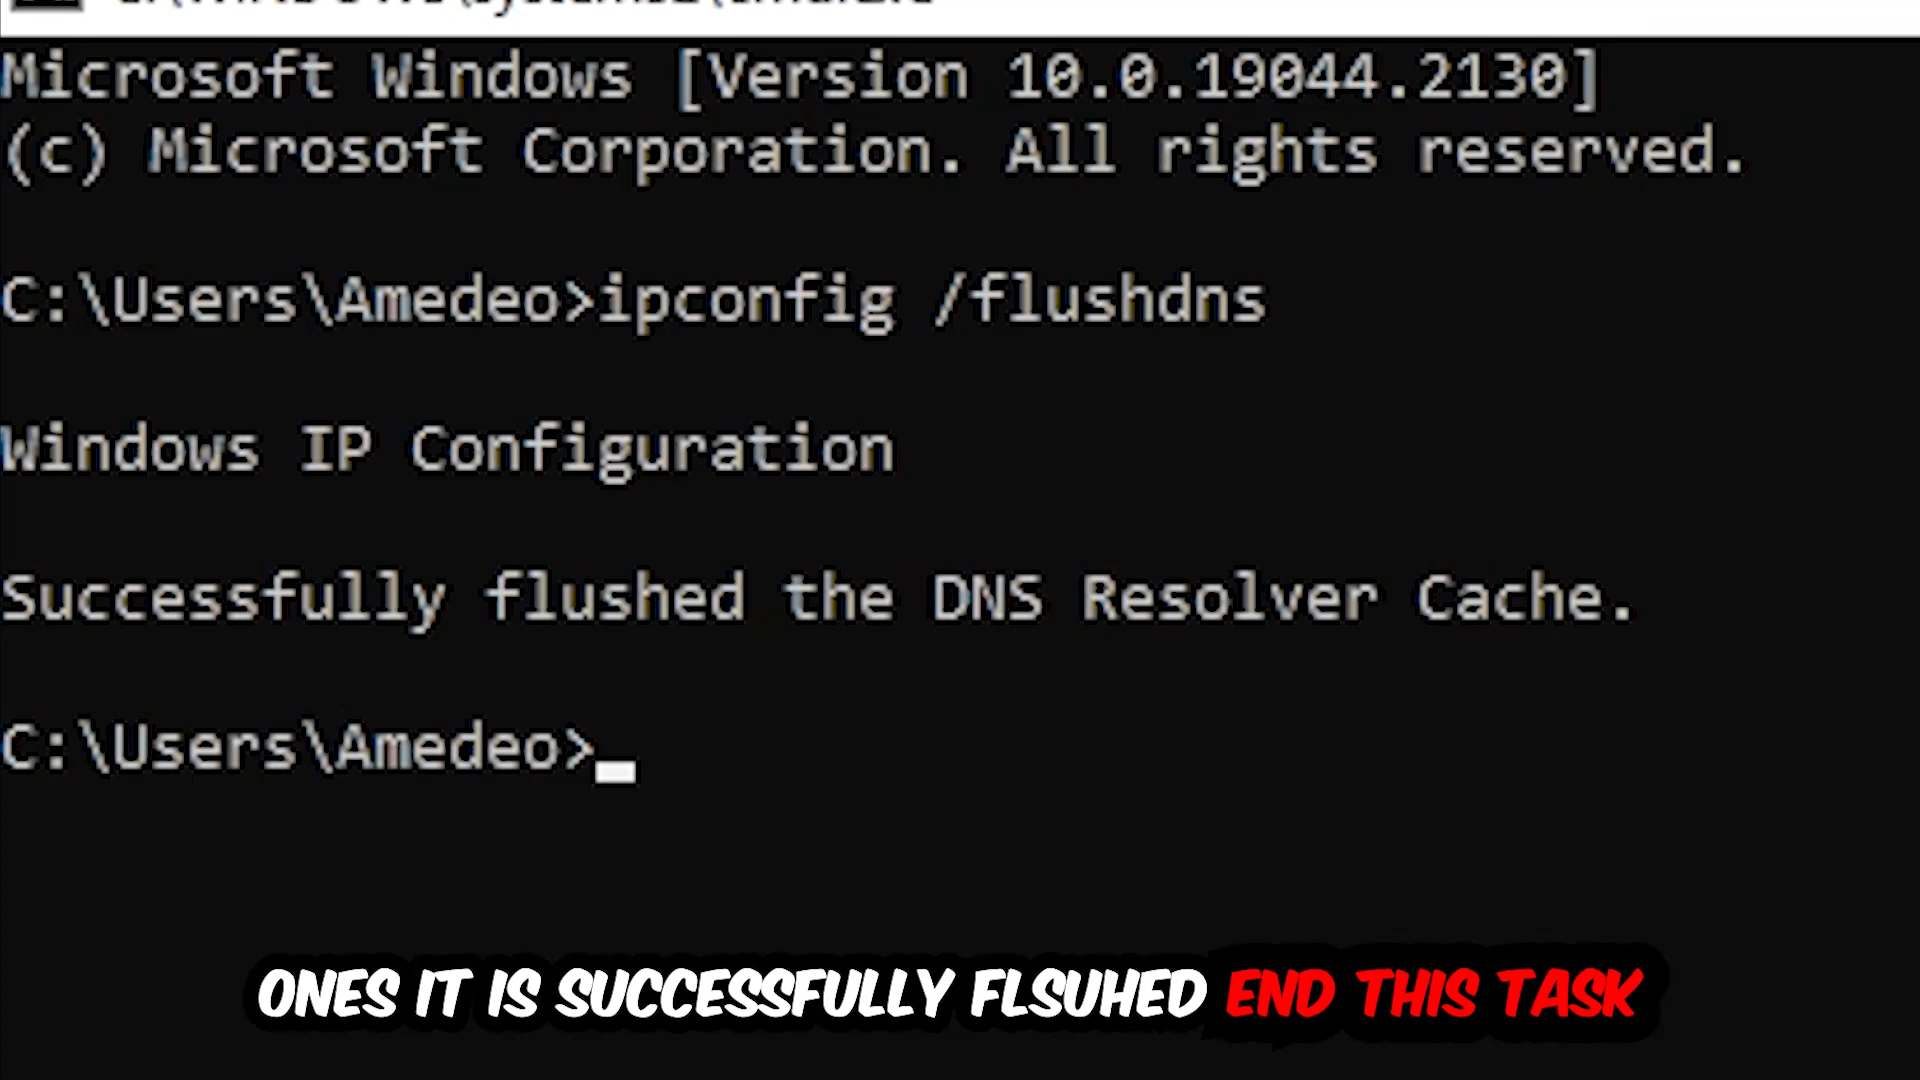 Microsoft Windows [Version 10.0.19044.2130]
(c) Microsoft Corporation. All rights reserved.
C:\Users\Amedeo>ipconfig /flushdns
Windows IP Configuration
Successfully flushed the DNS Resolver Cache.
C:\Users\Amedeo>
ONES IT IS SUCCESSFULLY FLSUHED END THIS TASK